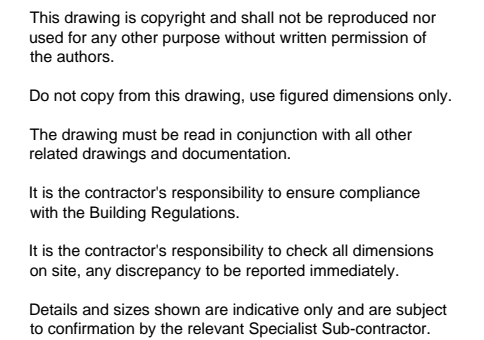 This drawing is copyright and shall not be reproduced nor
used for any other purpose without written permission of
the authors.
Do not copy from this drawing, use figured dimensions only.
The drawing must be read in conjunction with all other
related drawings and documentation.
It is the contractor's responsibility to ensure compliance
with the Building Regulations.
It is the contractor's responsibility to check all dimensions
on site, any discrepancy to be reported immediately.
Details and sizes shown are indicative only and are subject
to confirmation by the relevant Specialist Sub-contractor.